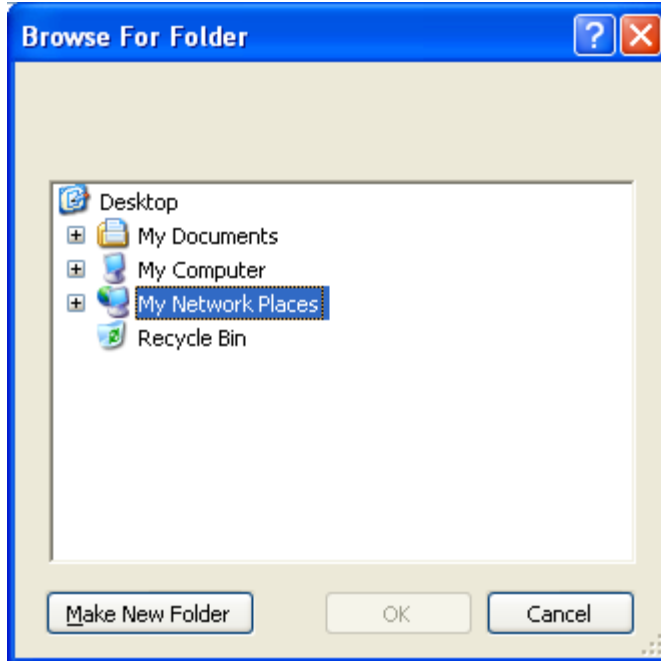 Browse For Folder
Desktop
My Documents
My Computer
My Network Places
Recycle Bin
Make New Folder
OK
Cancel